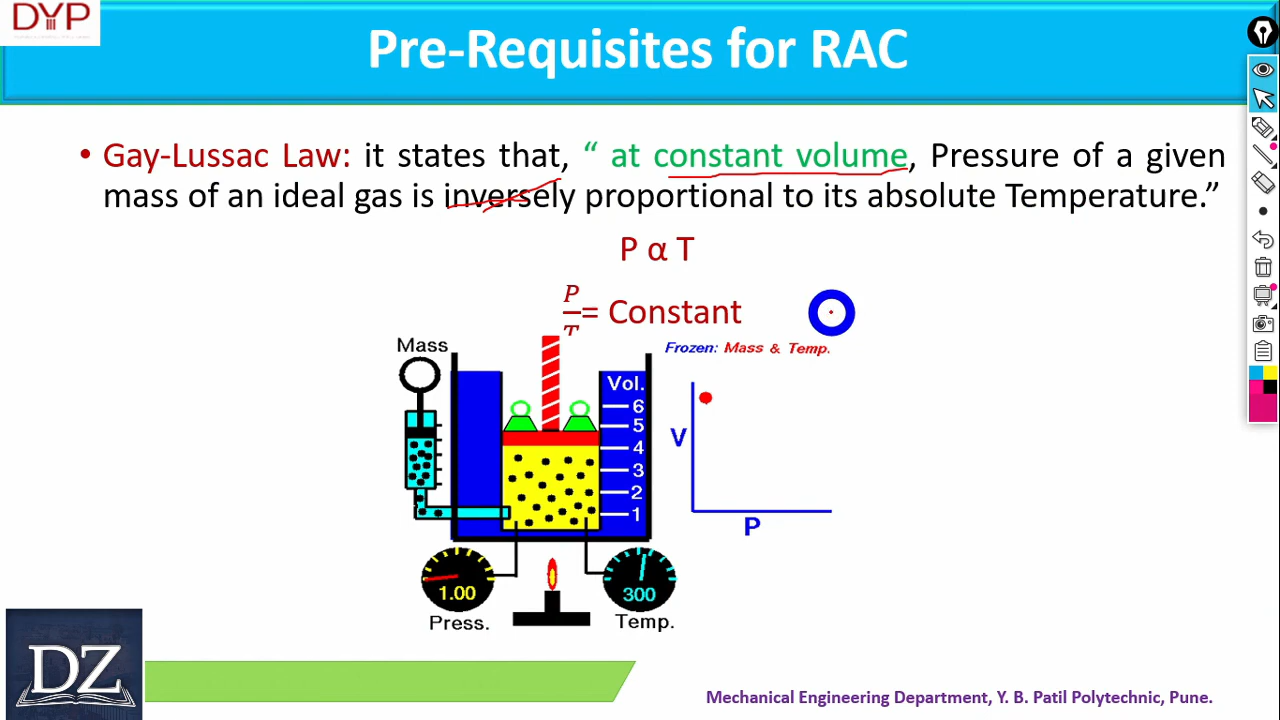 DYP
Pre-Requisites for RAC
• Gay-Lussac Law: it states that, “ at constant volume, Pressure of a given
mass of an ideal gas is inversely proportional to its absolute Temperature.”
P α T
P
T
= Constant
Frozen: Mass & Temp.
Mass
Vol.
6
5
4
3
2
1
V
P
1.00
300
Press.
Temp.
DZ
Mechanical Engineering Department, Y. B. Patil Polytechnic, Pune.